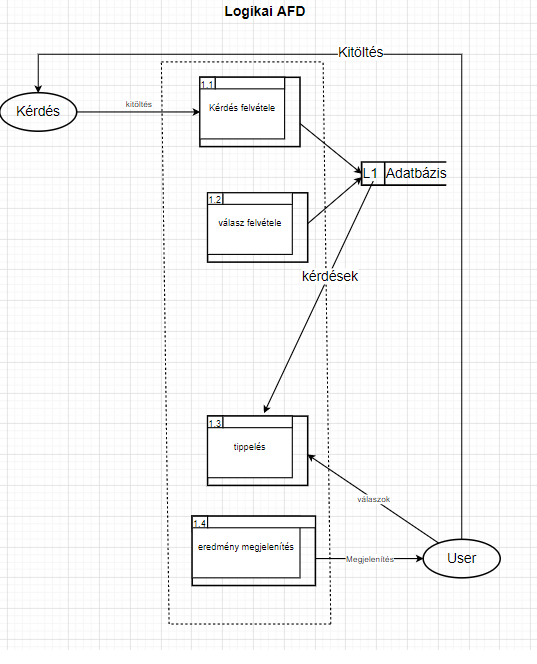 Logikai AFD
Kitöltés
1.1
Kérdés
kitöltés
Kérdés felvétele
L1 Adatbázis
1.2
válasz felvétele
kérdések
1.3
tippelés
válaszok
1.4
eredmény megjelenítés
Megjelenítés
User